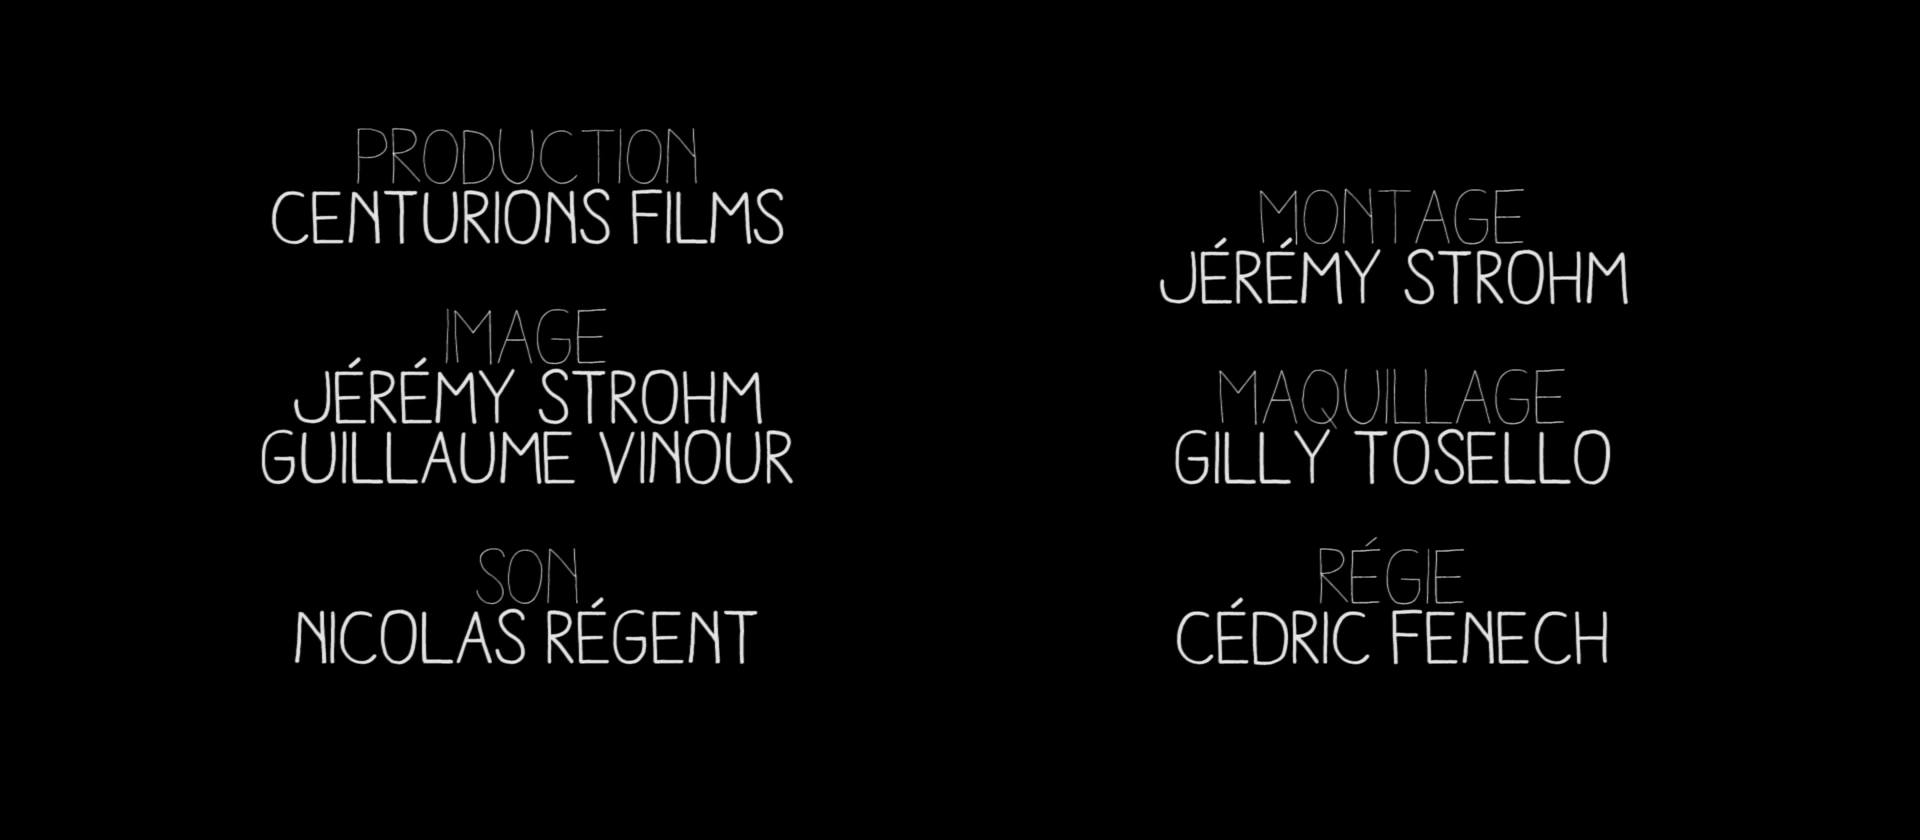 PRODUCTION
CENTURIONS FILMS
IMAGE
JÉRÉMY STROHM
GUILLAUME VINOUR
SON
NICOLAS RÉGENT
MONTAGE
JÉRÉMY STROHM
MAQUILLAGE
GILLY TOSELLO
RÉGIE
CÉDRIC FENECH